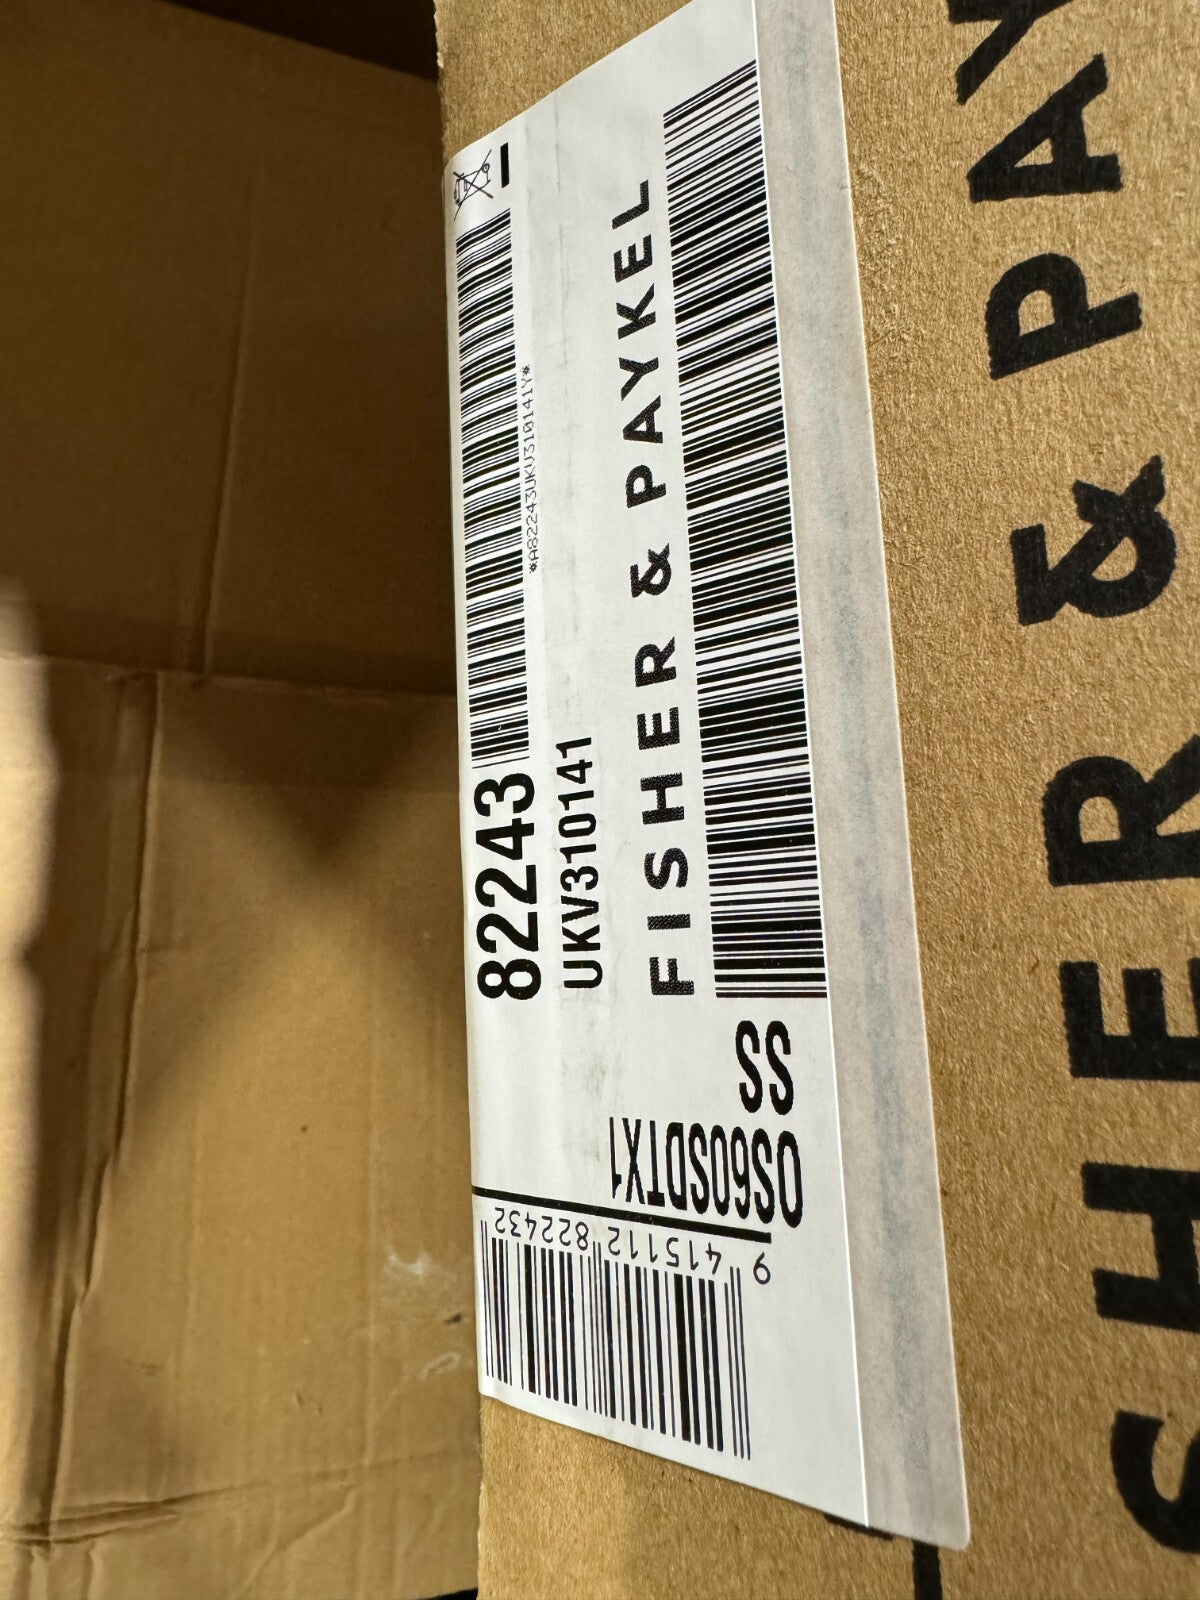 82243
*A82243UKV310141Y*
UKV310141
FISHER & PAYKEL
OS60SDTX1
SS
9 415112 822432
SHER & PAY